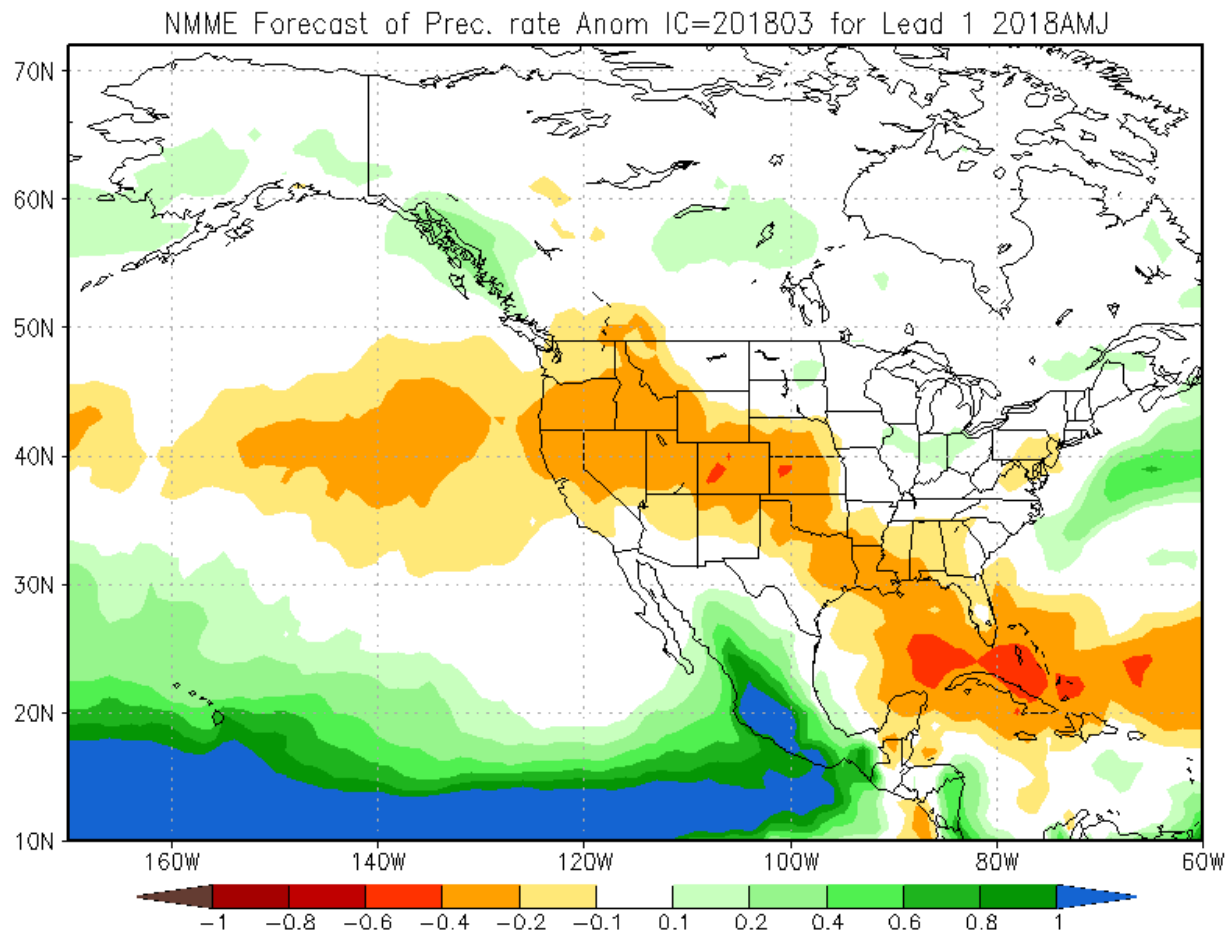 NMME Forecast of Prec. rate Anom IC=201803 for Lead 1 2018AMJ
70N
60N
50N
40N
30N
20N
10N
160W 140W 120W 100W 80W 60W
-1 -0.8 -0.6 -0.4 -0.2 -0.1 0.1 0.2 0.4 0.6 0.8 1